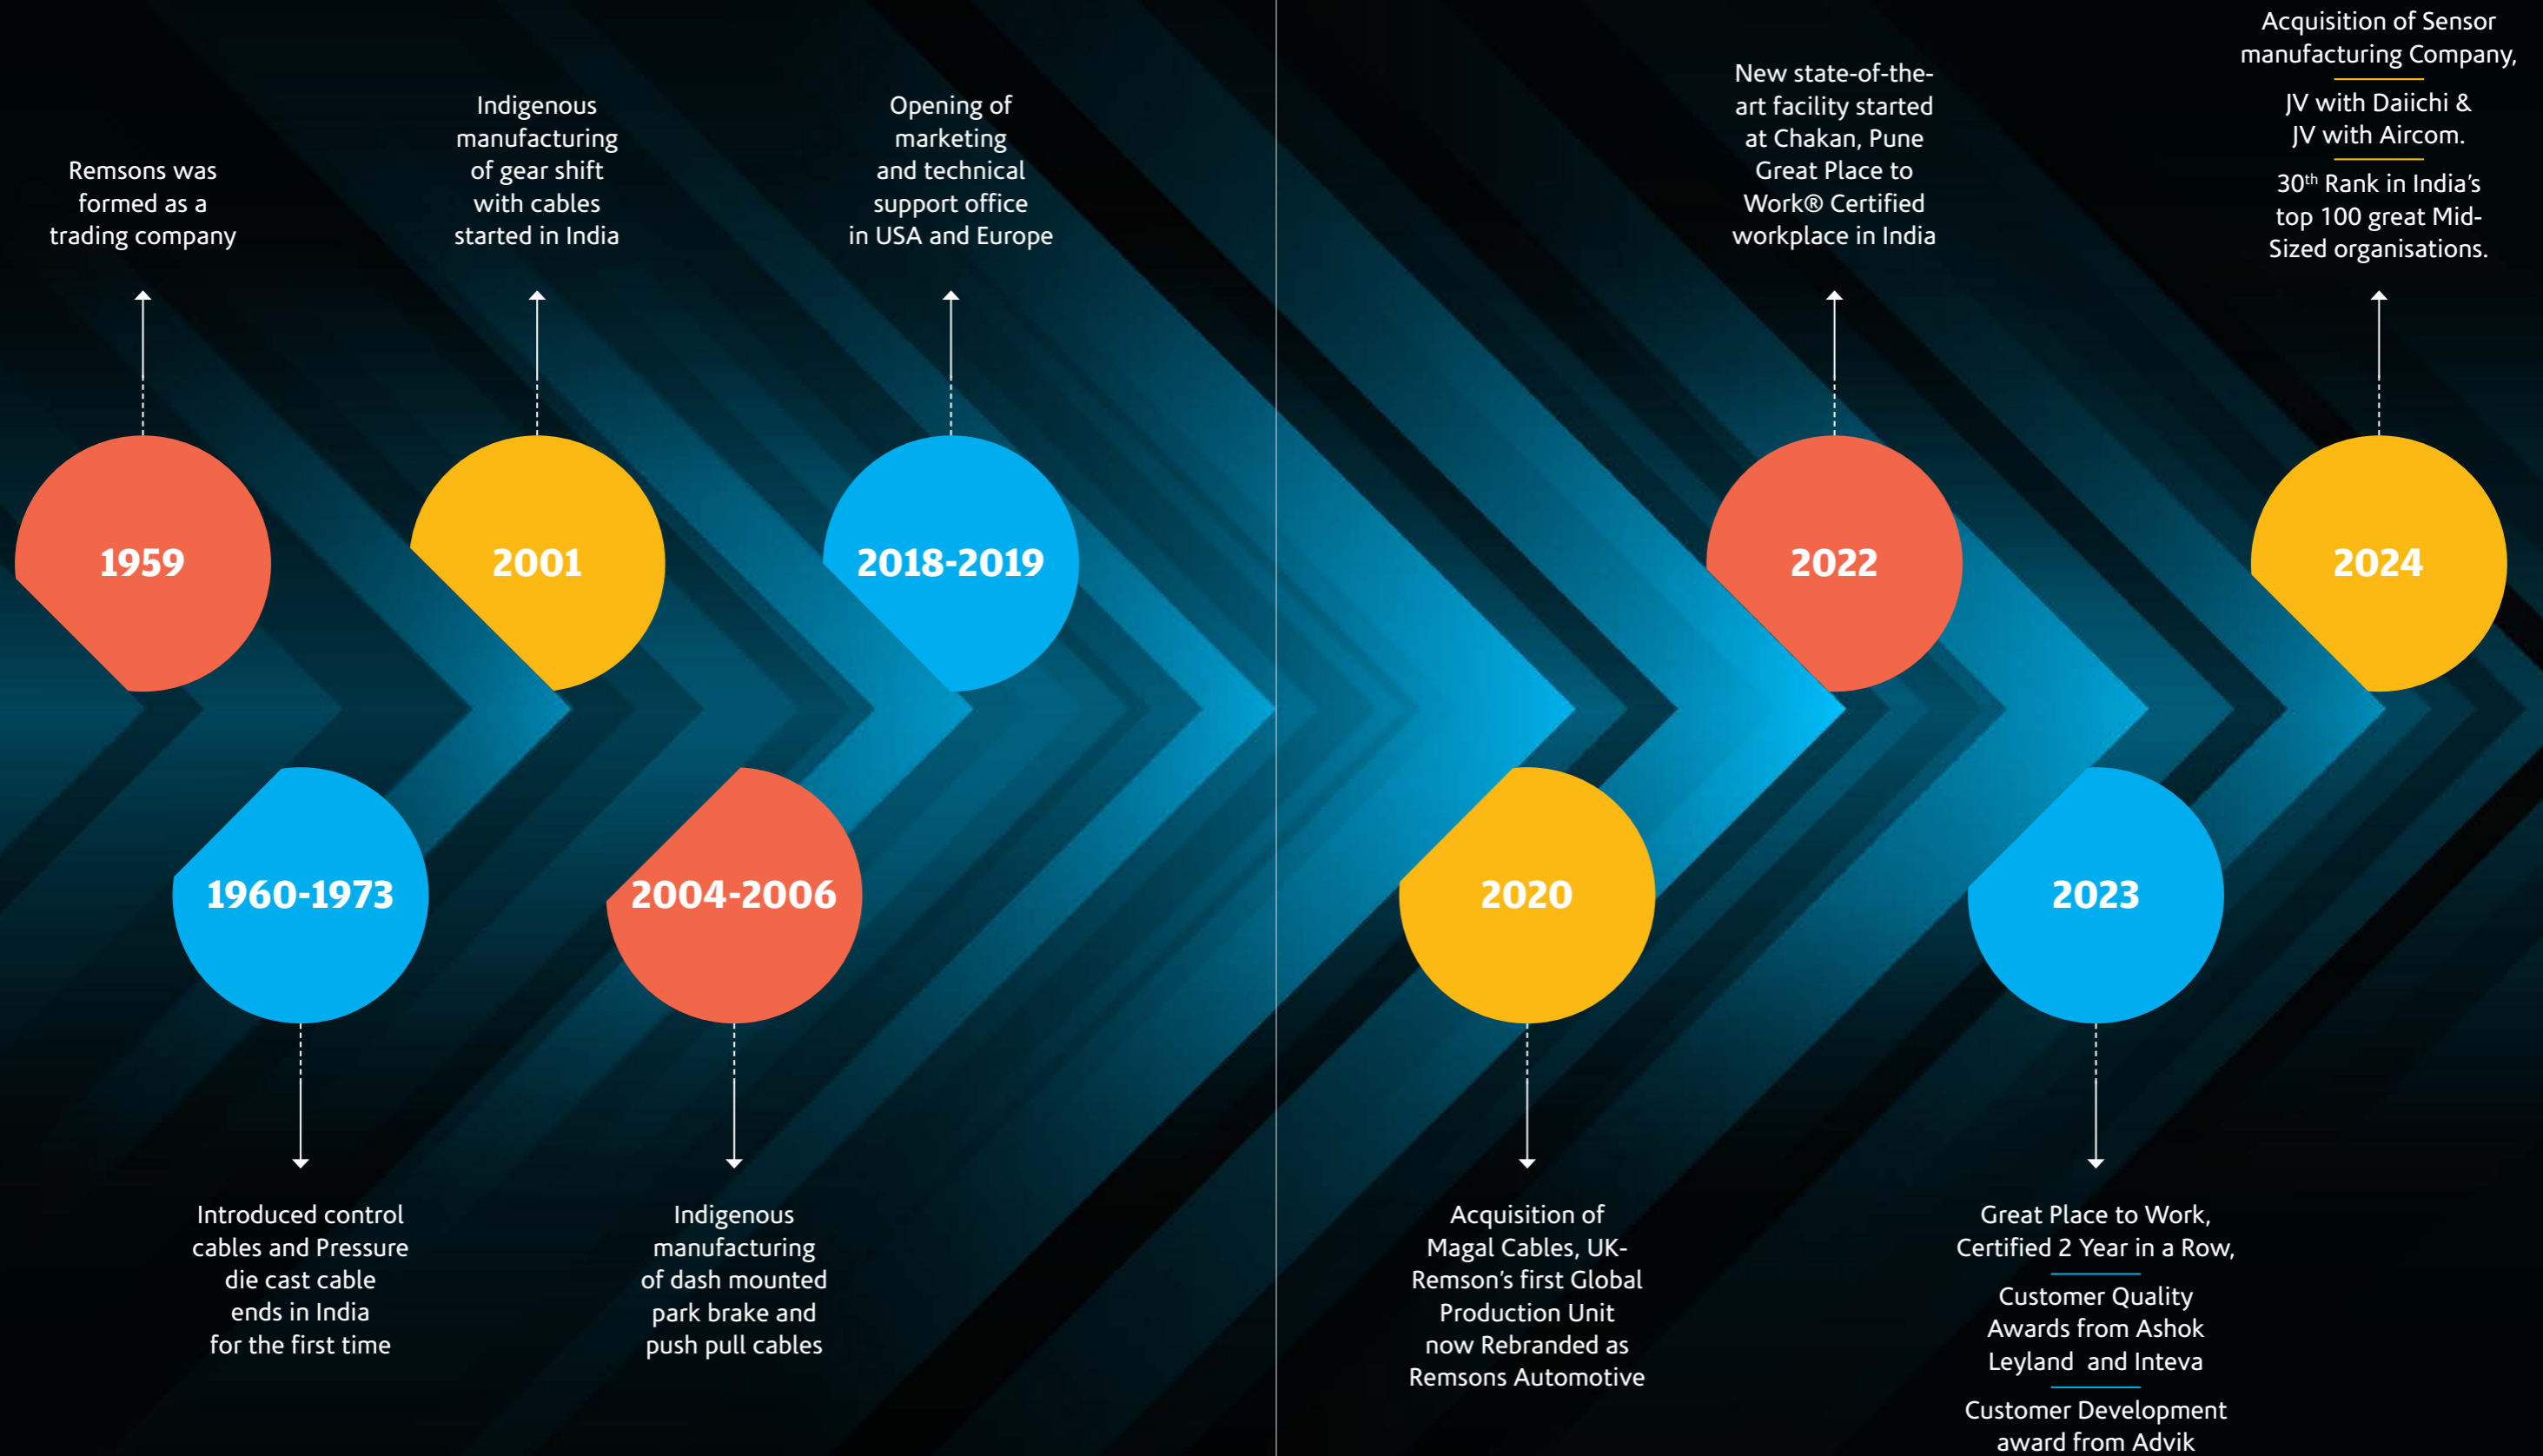 Remsons was
formed as a
trading company
1959
1960-1973
Introduced control
cables and Pressure
die cast cable
ends in India
for the first time
Indigenous
manufacturing
of gear shift
with cables
started in India
2001
2004-2006
Indigenous
manufacturing
of dash mounted
park brake and
push pull cables
Opening of
marketing
and technical
support office
in USA and Europe
2018-2019
2020
Acquisition of
Magal Cables, UK-
Remson’s first Global
Production Unit
now Rebranded as
Remsons Automotive
New state-of-the-
art facility started
at Chakan, Pune
Great Place to
Work® Certified
workplace in India
2022
2023
Great Place to Work,
Certified 2 Year in a Row,
Customer Quality
Awards from Ashok
Leyland and Inteva
Customer Development
award from Advik
Acquisition of Sensor
manufacturing Company,
JV with Daiichi &
JV with Aircom.
30th Rank in India’s
top 100 great Mid-
Sized organisations.
2024